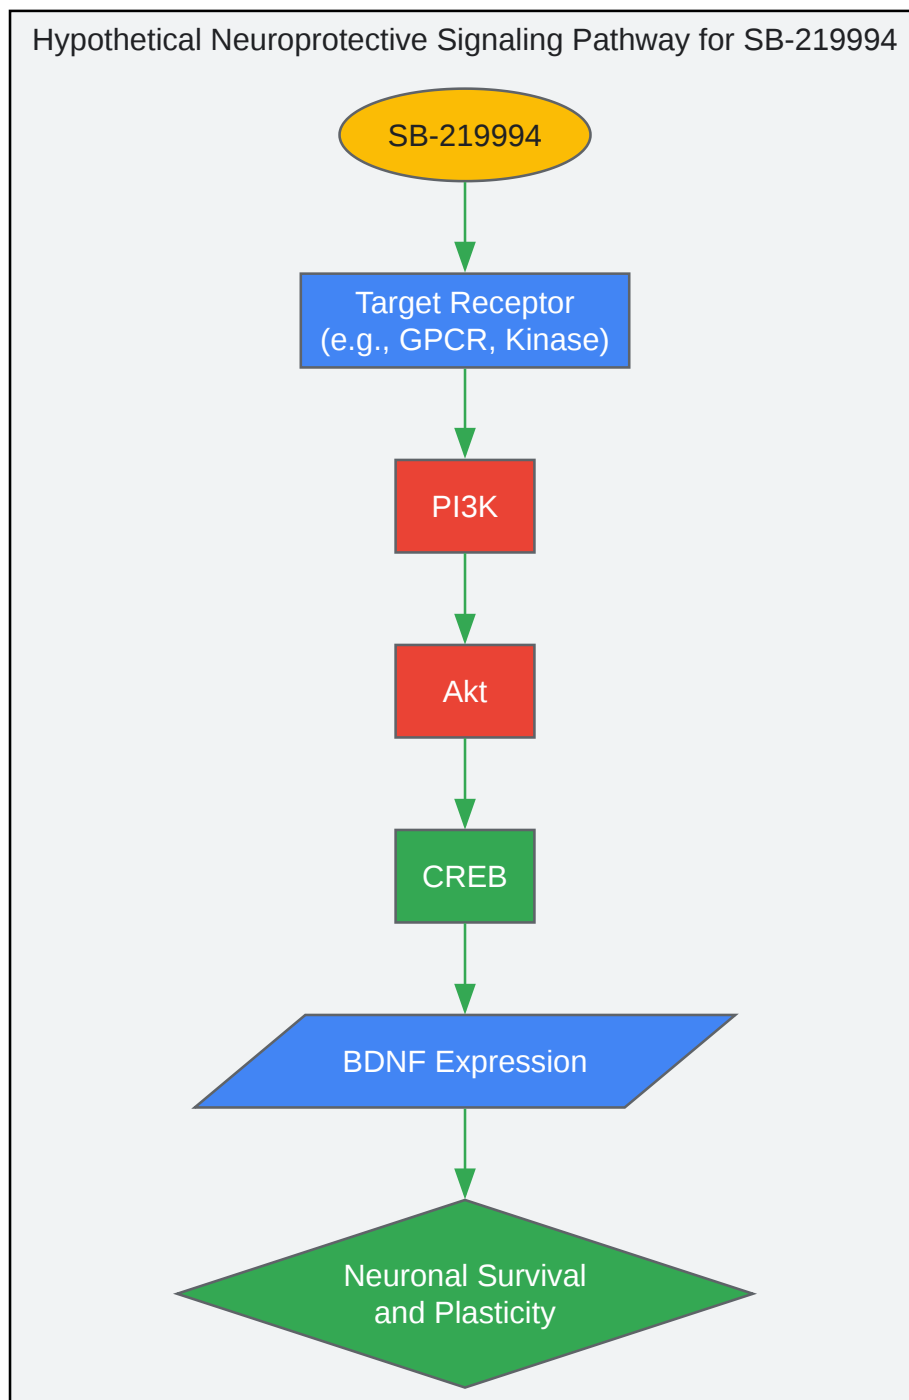 Hypothetical Neuroprotective Signaling Pathway for SB-219994
SB-219994
Target Receptor
(e.g., GPCR, Kinase)
PI3K
Akt
CREB
BDNF Expression
Neuronal Survival
and Plasticity